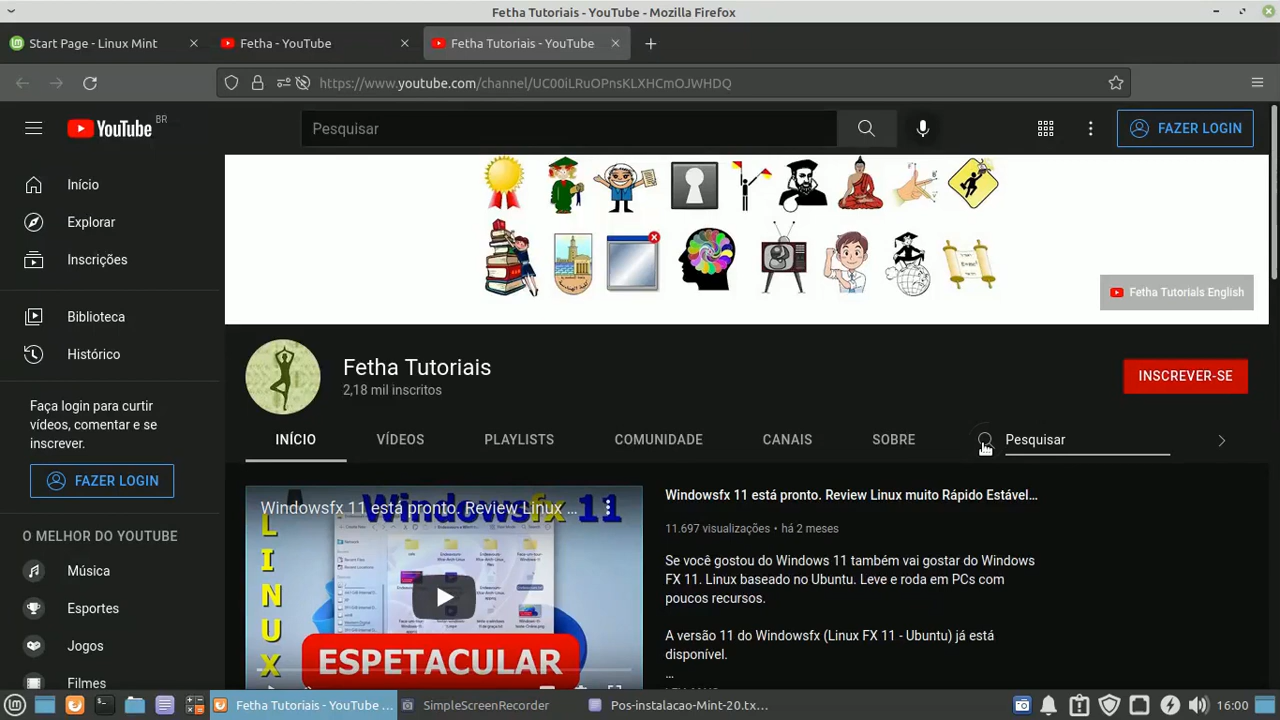 Fetha Tutoriais - YouTube - Mozilla Firefox
Start Page - Linux Mint
Fetha - YouTube
Fetha Tutoriais - YouTube
https://www.youtube.com/channel/UC00iLRuOPnsKLXHCmOJWHDQ
YouTube BR
Pesquisar
FAZER LOGIN
Início
Explorar
Inscrições
Biblioteca
Histórico
Faça login para curtir
vídeos, comentar e se
inscrever.
FAZER LOGIN
O MELHOR DO YOUTUBE
Música
Esportes
Jogos
Filmes
Fetha Tutorials English
Fetha Tutoriais
2,18 mil inscritos
INSCREVER-SE
INÍCIO
VÍDEOS
PLAYLISTS
COMUNIDADE
CANAIS
SOBRE
Pesquisar
Windowsfx 11 está pronto. Review Linux ...
Windowsfx 11
LINUX
ESPETACULAR
Windowsfx 11 está pronto. Review Linux muito Rápido Estável...
11.697 visualizações • há 2 meses
Se você gostou do Windows 11 também vai gostar do Windows
FX 11. Linux baseado no Ubuntu. Leve e roda em PCs com
poucos recursos.
A versão 11 do Windowsfx (Linux FX 11 - Ubuntu) já está
disponível.
...
Fetha Tutoriais - YouTube ...
SimpleScreenRecorder
Pos-instalacao-Mint-20.tx...
16:00